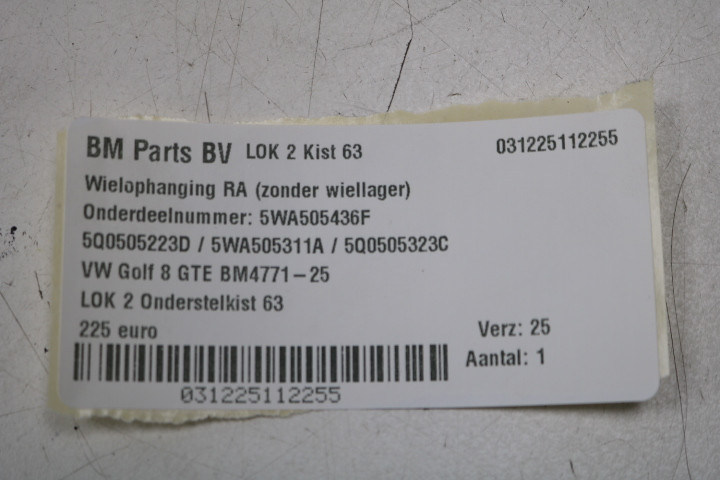 BM Parts BV LOK 2 Kist 63 031225112255
Wielophanging RA (zonder wiellager)
Onderdeelnummer: 5WA505436F
5Q0505223D / 5WA505311A / 5Q0505323C
VW Golf 8 GTE BM4771-25
LOK 2 Onderstelkist 63
225 euro Verz: 25
Aantal: 1
031225112255